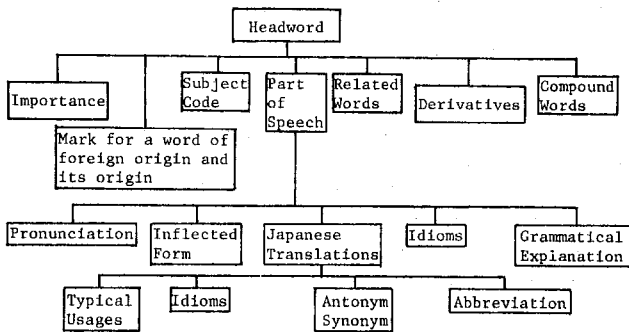 Headword
Importance
Mark for a word of
foreign origin and
its origin
Subject
Code
Part
of
Speech
Related
Words
Derivatives
Compound
Words
Pronunciation
Inflected
Form
Japanese
Translations
Idioms
Grammatical
Explanation
Typical
Usages
Idioms
Antonym
Synonym
Abbreviation